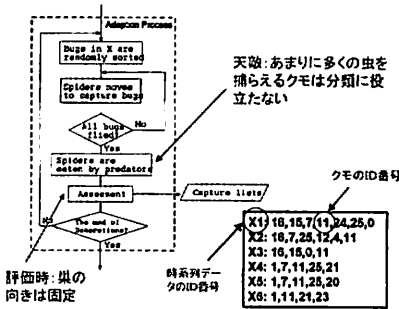 Adaption Process
Bugs in X are
randomly sorted
Spiders moves
to capture bugs
All bugs
flied?
No
Yes
Spiders are
eaten by predators
Assesment
Capture lists
The end of
Generations?
No
Yes
天敵:あまりに多くの虫を
捕らえるクモは分類に役
立たない
クモのID番号
X1: 16,15,7,11,24,25,0
X2: 16,7,25,12,4,11
X3: 16,15,0,11
X4: 1,7,11,25,21
X5: 1,7,11,25,20
X6: 1,11,21,23
時系列デー
タのID番号
評価時:巣の
向きは固定